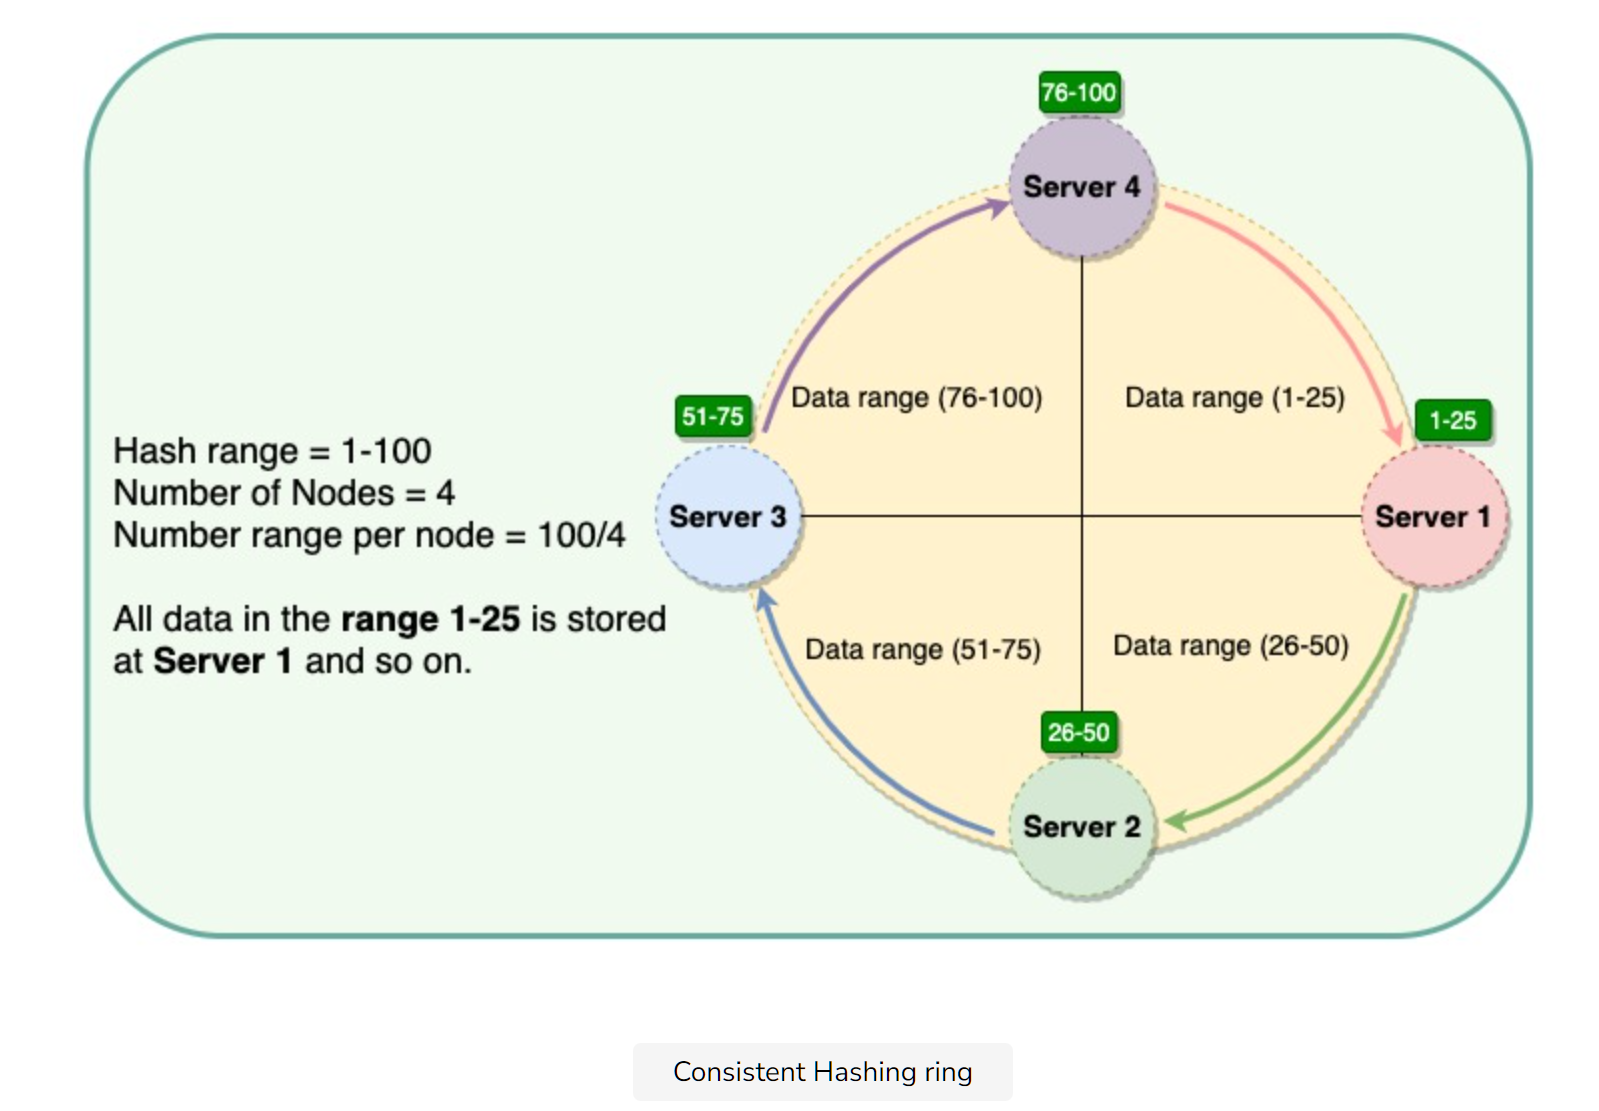 76-100
Server 4
Data range (76-100)
Data range (1-25)
51-75
1-25
Hash range = 1-100
Number of Nodes = 4
Number range per node = 100/4
Server 3
Server 1
All data in the range 1-25 is stored
at Server 1 and so on.
Data range (51-75)
Data range (26-50)
26-50
Server 2
Consistent Hashing ring